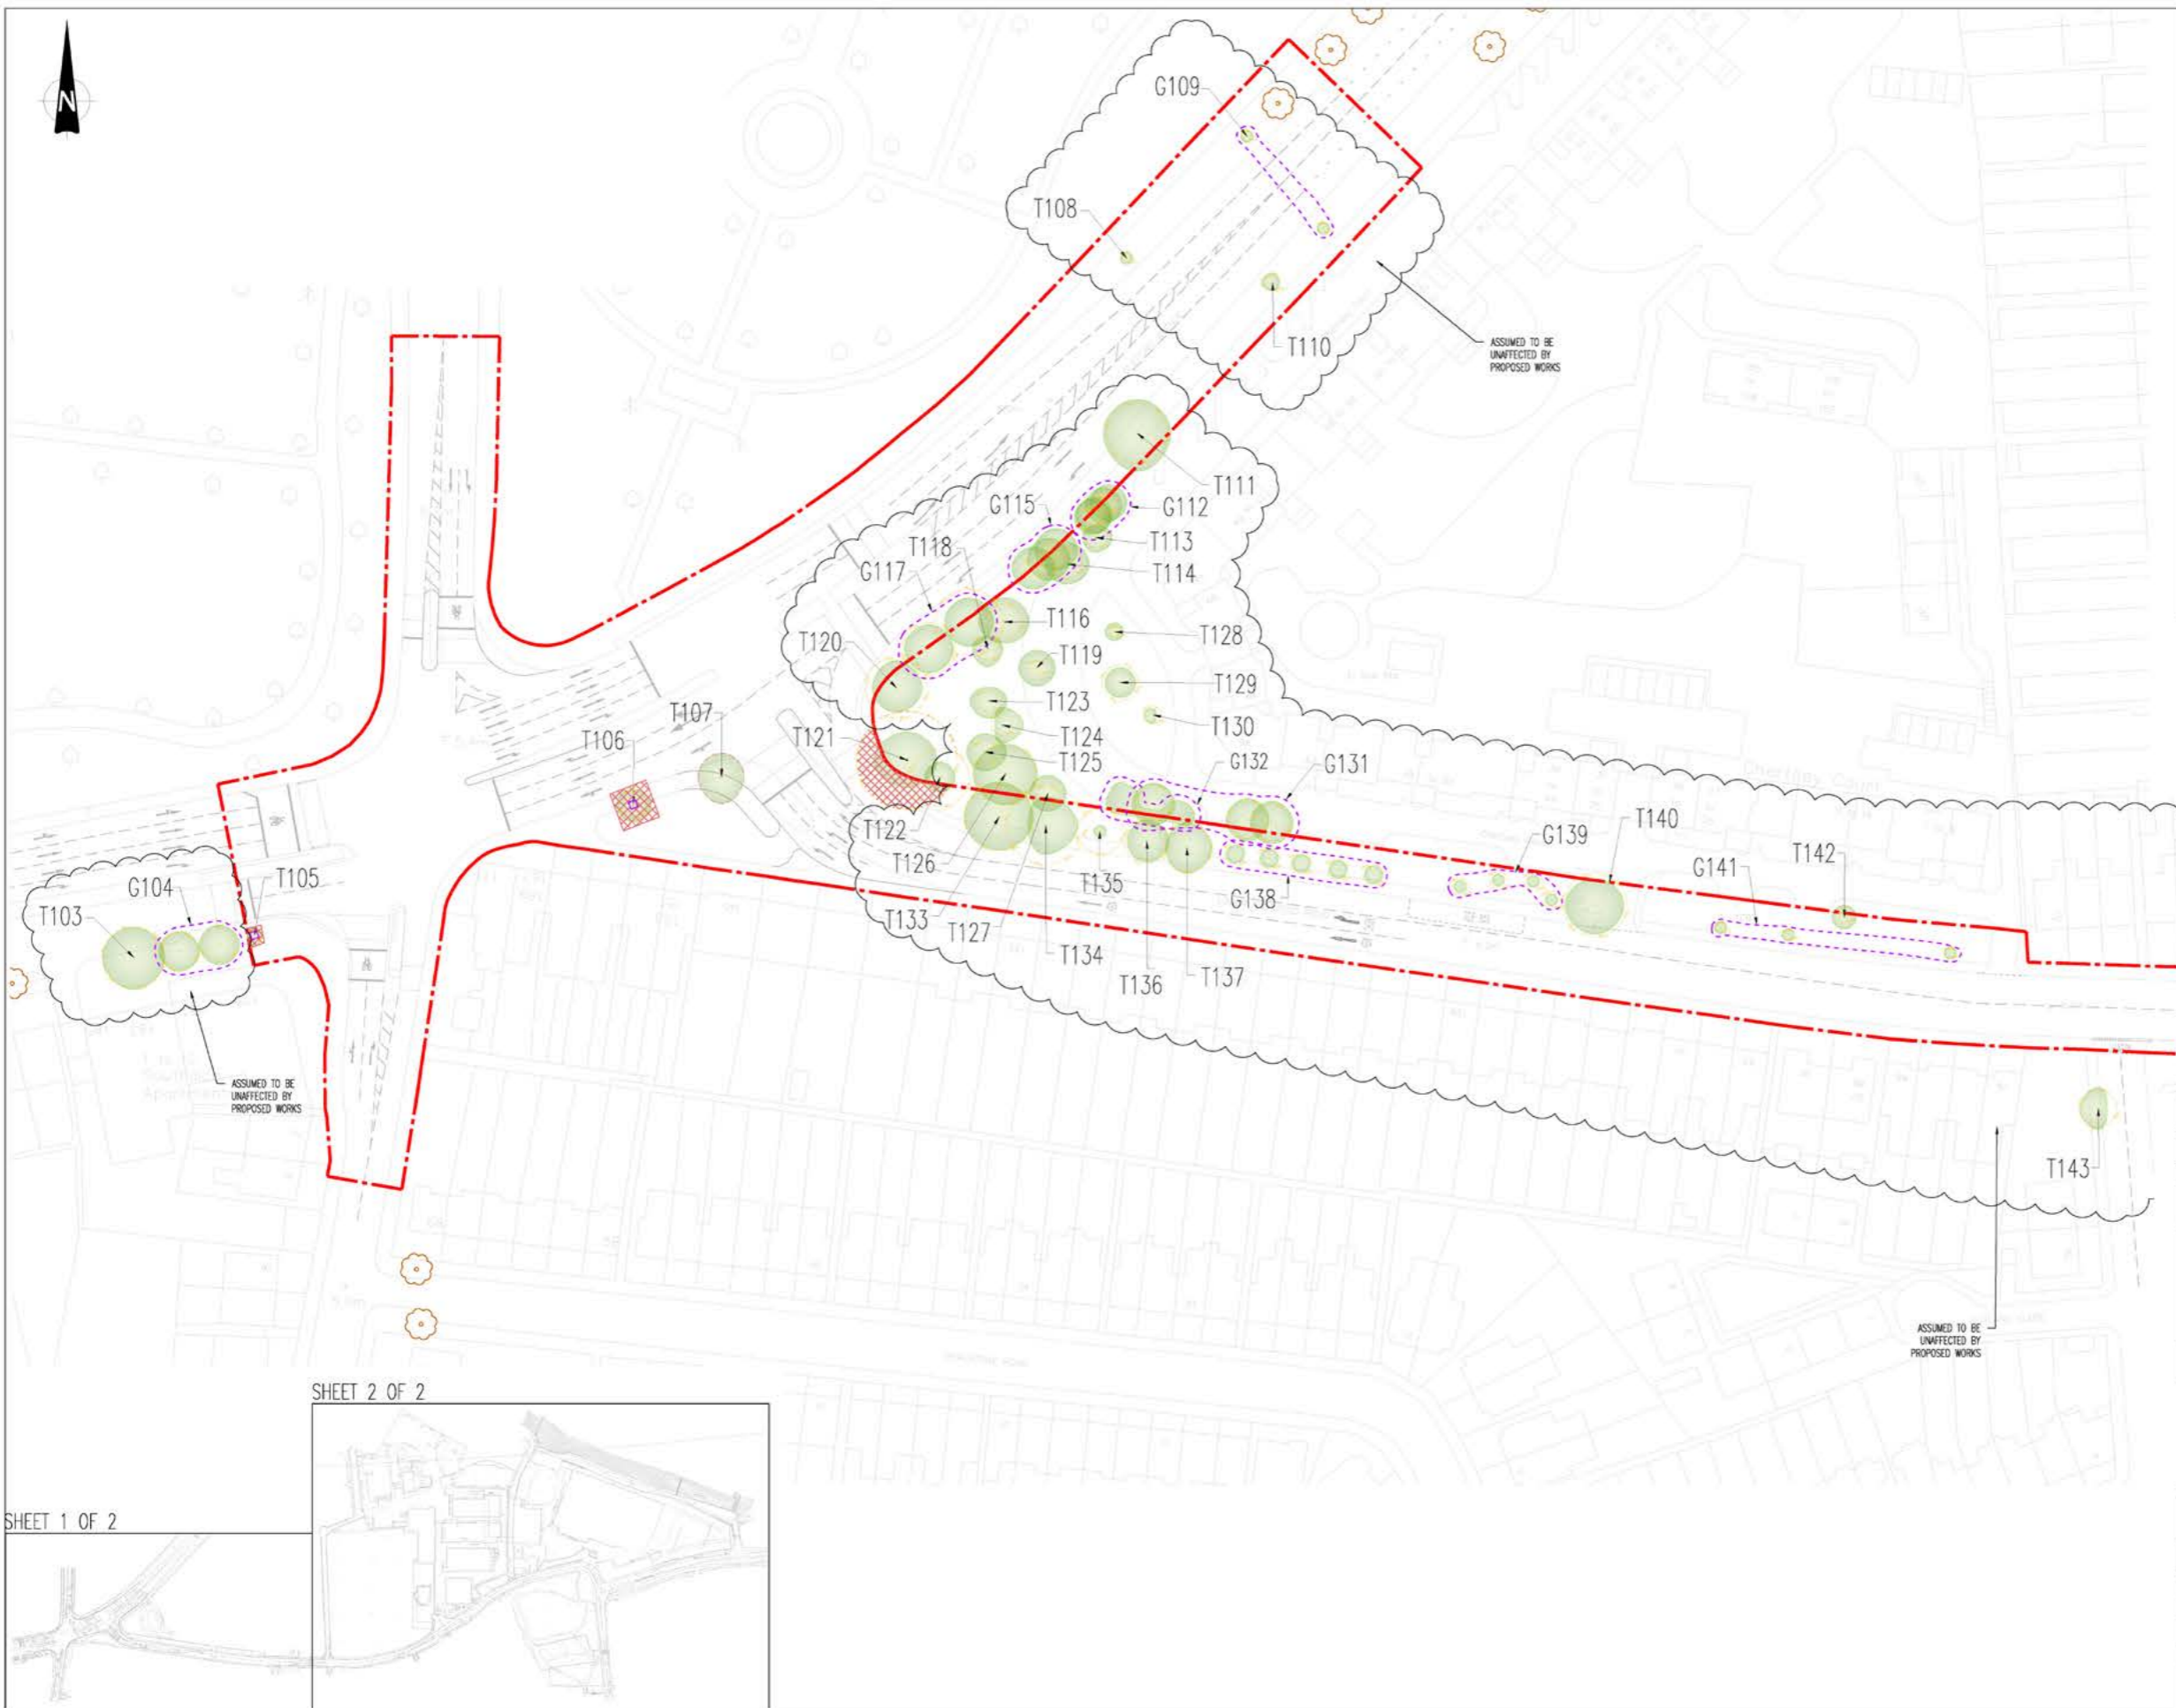 N
G109
T108
T110
ASSUMED TO BE
UNAFFECTED BY
PROPOSED WORKS
T111
G115
G112
T118
T113
G117
T114
T116
T128
T120
T119
T129
T107
T123
T130
T106
T121
T124
G132
G131
T125
T140
T122
G139
T142
T126
G141
T105
G104
T135
T103
T133
G138
T127
T134
T137
T136
ASSUMED TO BE
UNAFFECTED BY
PROPOSED WORKS
T143
ASSUMED TO BE
UNAFFECTED BY
PROPOSED WORKS
SHEET 2 OF 2
SHEET 1 OF 2